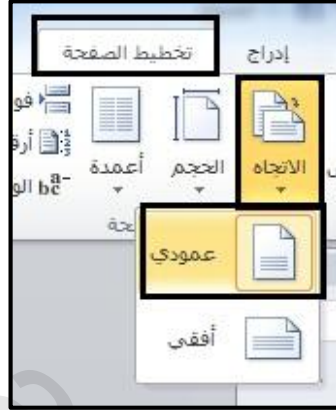 إدراج تخطيط الصفحة
الاتجاه الحجم أعمدة
عمودي
أفقي